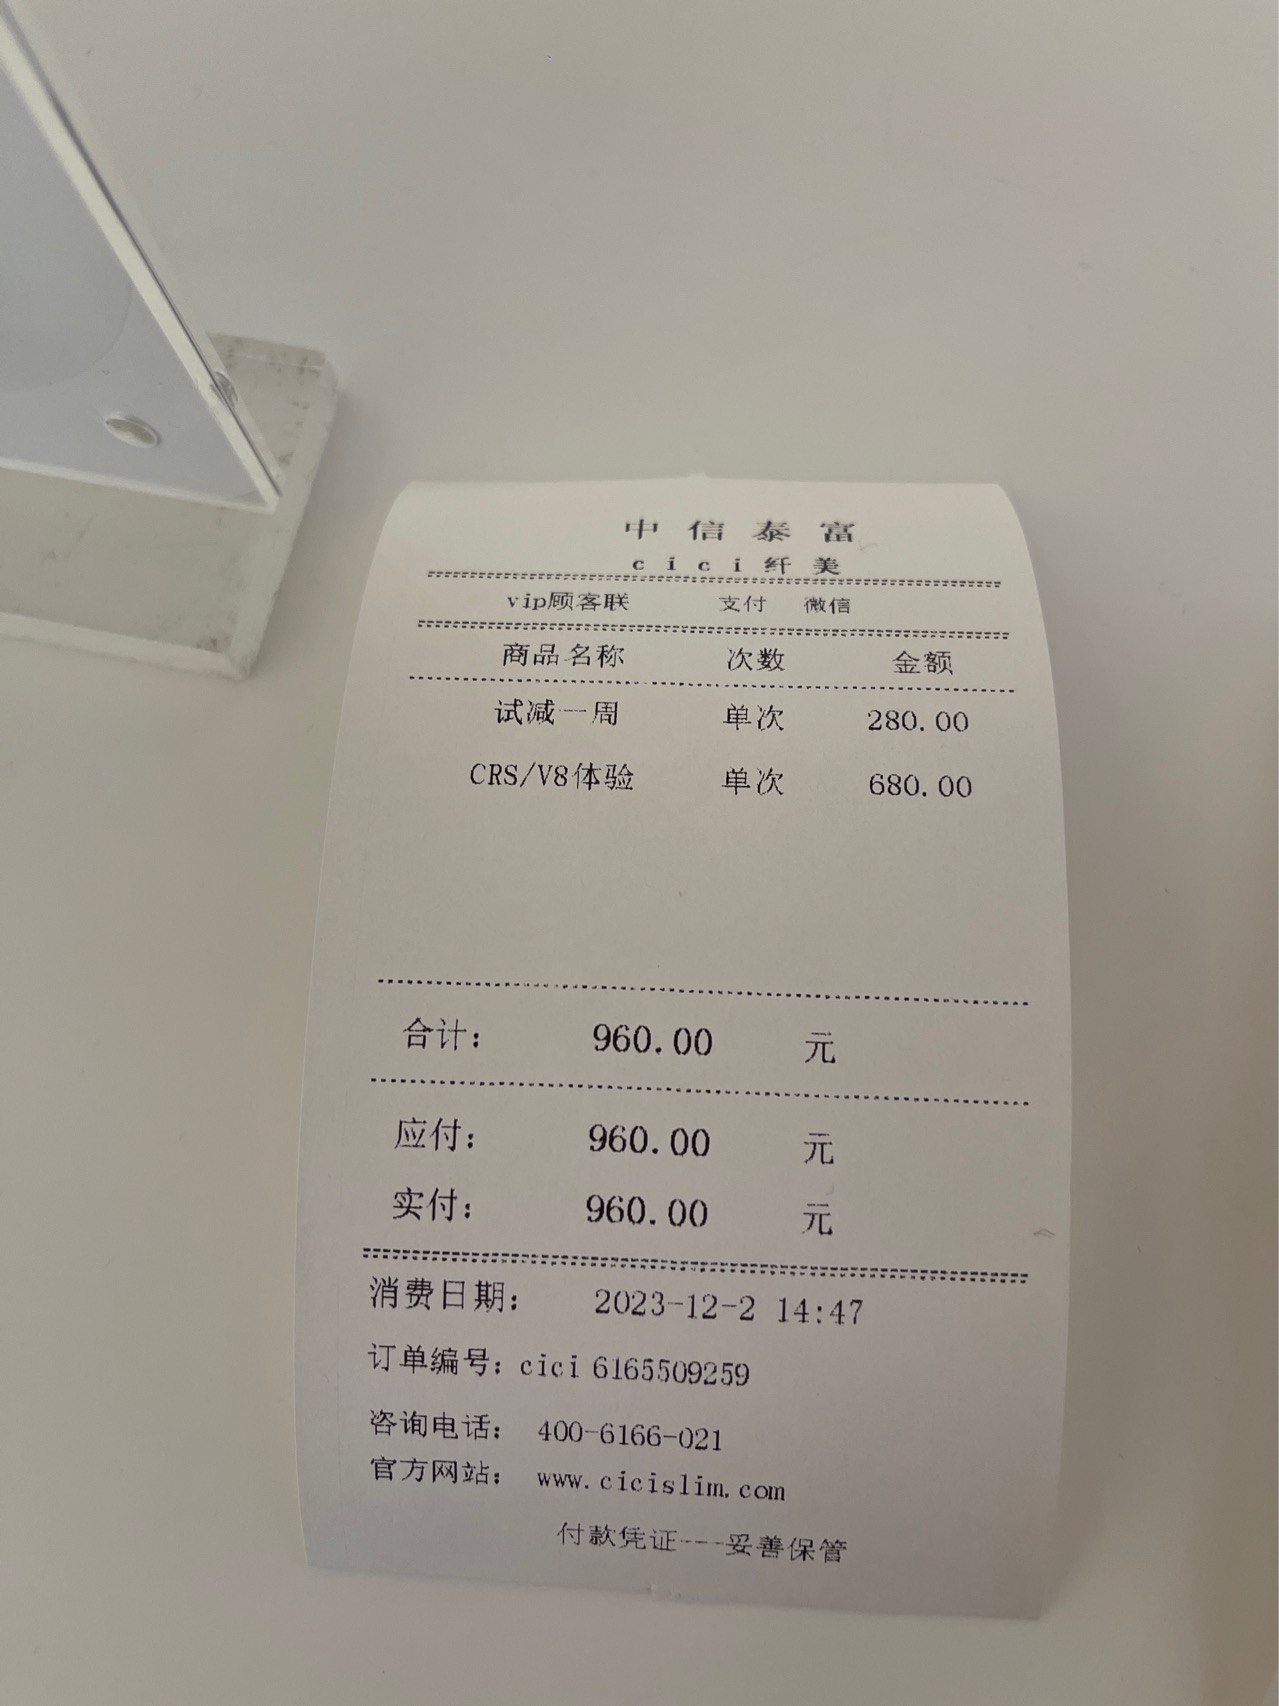 中信泰富
cici纤美
vip顾客联 支付 微信
商品名称 次数 金额
试减一周 单次 280.00
CRS/V8体验 单次 680.00
合计: 960.00 元
应付: 960.00 元
实付: 960.00 元
消费日期: 2023-12-2 14:47
订单编号: cici 6165509259
咨询电话: 400-6166-021
官方网站: www.cicislim.com
付款凭证---妥善保管